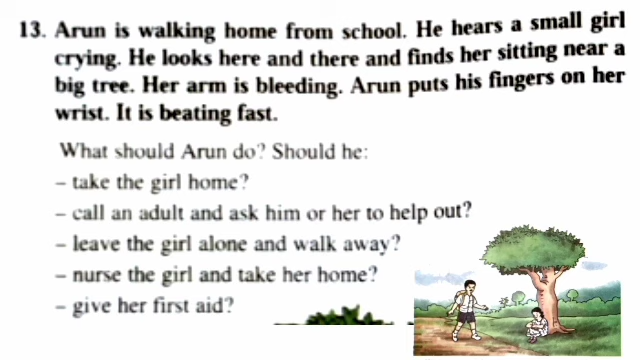 13. Arun is walking home from school. He hears a small girl
crying. He looks here and there and finds her sitting near a
big tree. Her arm is bleeding. Arun puts his fingers on her
wrist. It is beating fast.
What should Arun do? Should he:
– take the girl home?
– call an adult and ask him or her to help out?
– leave the girl alone and walk away?
– nurse the girl and take her home?
– give her first aid?